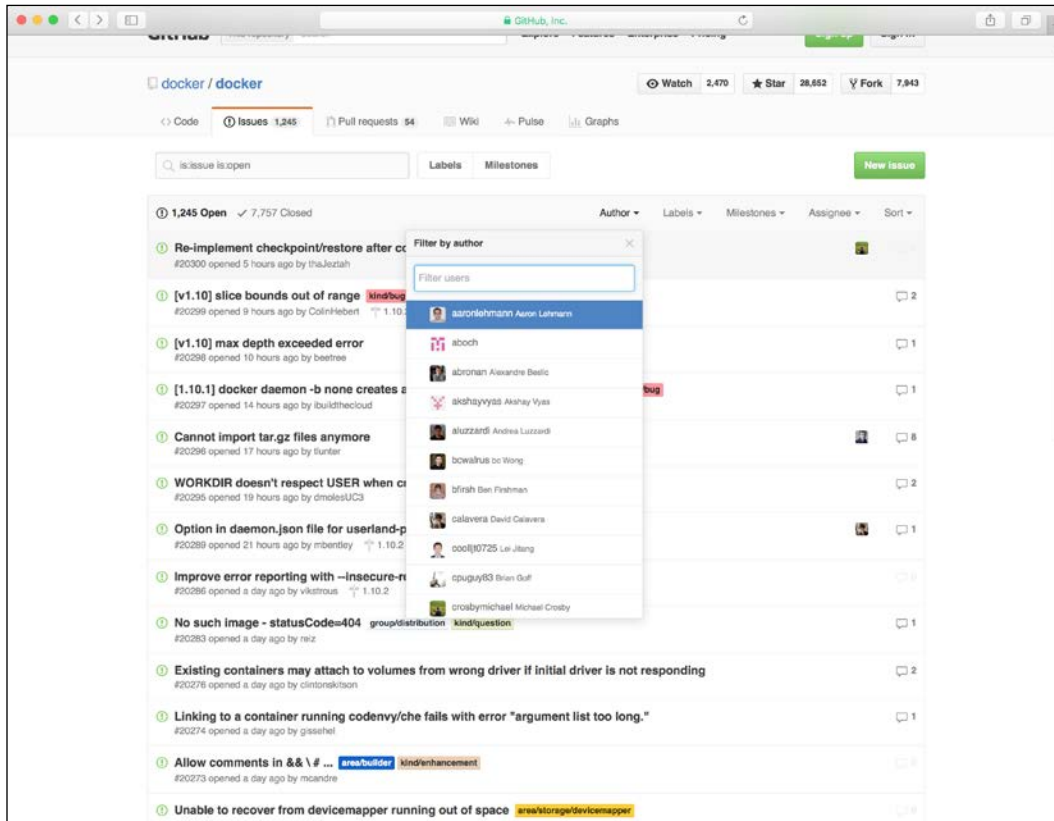 GitHub, Inc.
docker / docker
Watch 2,470 Star 28,652 Fork 7,943
Code Issues 1,245 Pull requests 54 Wiki Pulse Graphs
is:issue is:open Labels Milestones New issue
1,245 Open 7,757 Closed Author Labels Milestones Assignee Sort
Re-implement checkpoint/restore after co
#20300 opened 5 hours ago by thaJeztah
[v1.10] slice bounds out of range kind/bug 2
#20299 opened 9 hours ago by ColinHebert 1.10.
[v1.10] max depth exceeded error 1
#20298 opened 10 hours ago by beetree
[1.10.1] docker daemon -b none creates a bug 1
#20297 opened 14 hours ago by ibuildthecloud
Cannot import tar.gz files anymore 8
#20296 opened 17 hours ago by tlunter
WORKDIR doesn't respect USER when cr 2
#20295 opened 19 hours ago by dmolesUC3
Option in daemon.json file for userland-p 1
#20289 opened 21 hours ago by mbentley 1.10.2
Improve error reporting with --insecure-re
#20286 opened a day ago by vikstrous 1.10.2
Filter by author
Filter users
aaronlehmann Aaron Lehmann
aboch
abronan Alexandre Beslic
akshayvyas Akshay Vyas
aluzzardi Andrea Luzzardi
bcwalrus bc Wong
bfirsh Ben Firshman
calavera David Calavera
coolljt0725 Lei Jitang
cpuguy83 Brian Goff
crosbymichael Michael Crosby
No such image - statusCode=404 group/distribution kind/question 1
#20283 opened a day ago by reiz
Existing containers may attach to volumes from wrong driver if initial driver is not responding 2
#20276 opened a day ago by clintonskitson
Linking to a container running codenvy/che fails with error "argument list too long." 1
#20274 opened a day ago by gissehel
Allow comments in && \ # ... area/builder kind/enhancement
#20273 opened a day ago by mcandre
Unable to recover from devicemapper running out of space area/storage/devicemapper